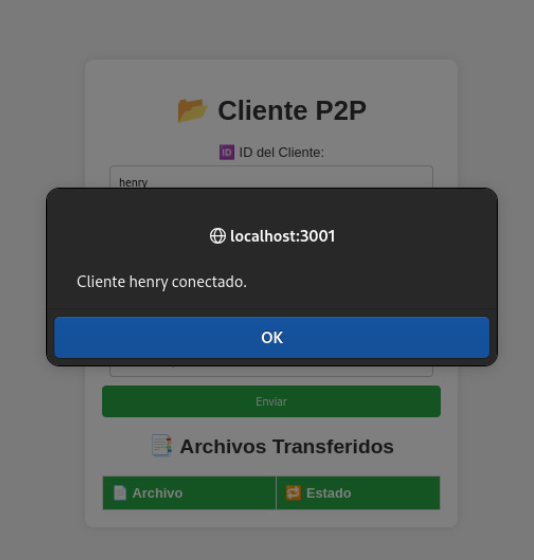 📂 Cliente P2P
🆔 ID del Cliente:
henry
localhost:3001
Cliente henry conectado.
OK
Enviar
📑 Archivos Transferidos
📄 Archivo
🔁 Estado